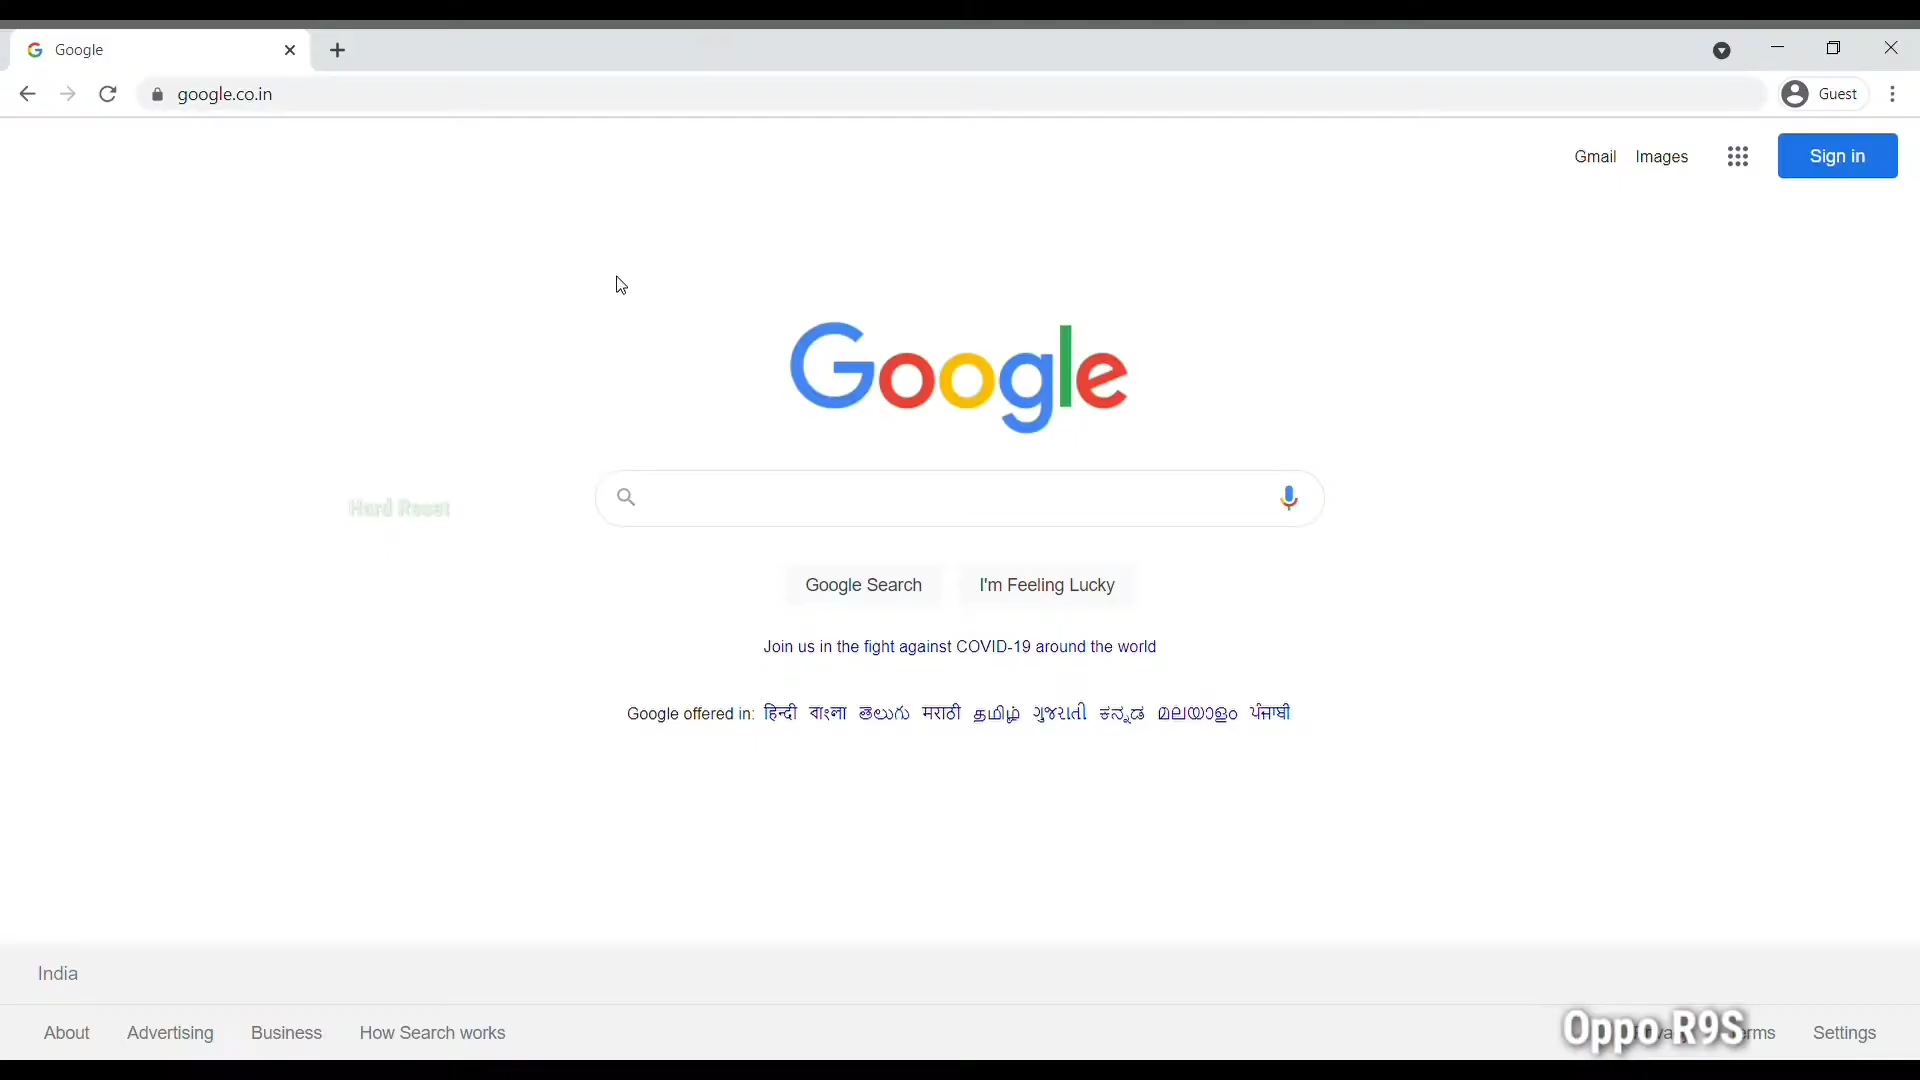 Google
google.co.in
Guest
Gmail Images
Sign in
Google
Hard Reset
Google Search I'm Feeling Lucky
Join us in the fight against COVID-19 around the world
Google offered in: हिन्दी বাংলা తెలుగు मराठी தமிழ் ગુજરાતી ಕನ್ನಡ മലയാളം ਪੰਜਾਬੀ
India
About Advertising Business How Search works
Oppo R9S
Settings